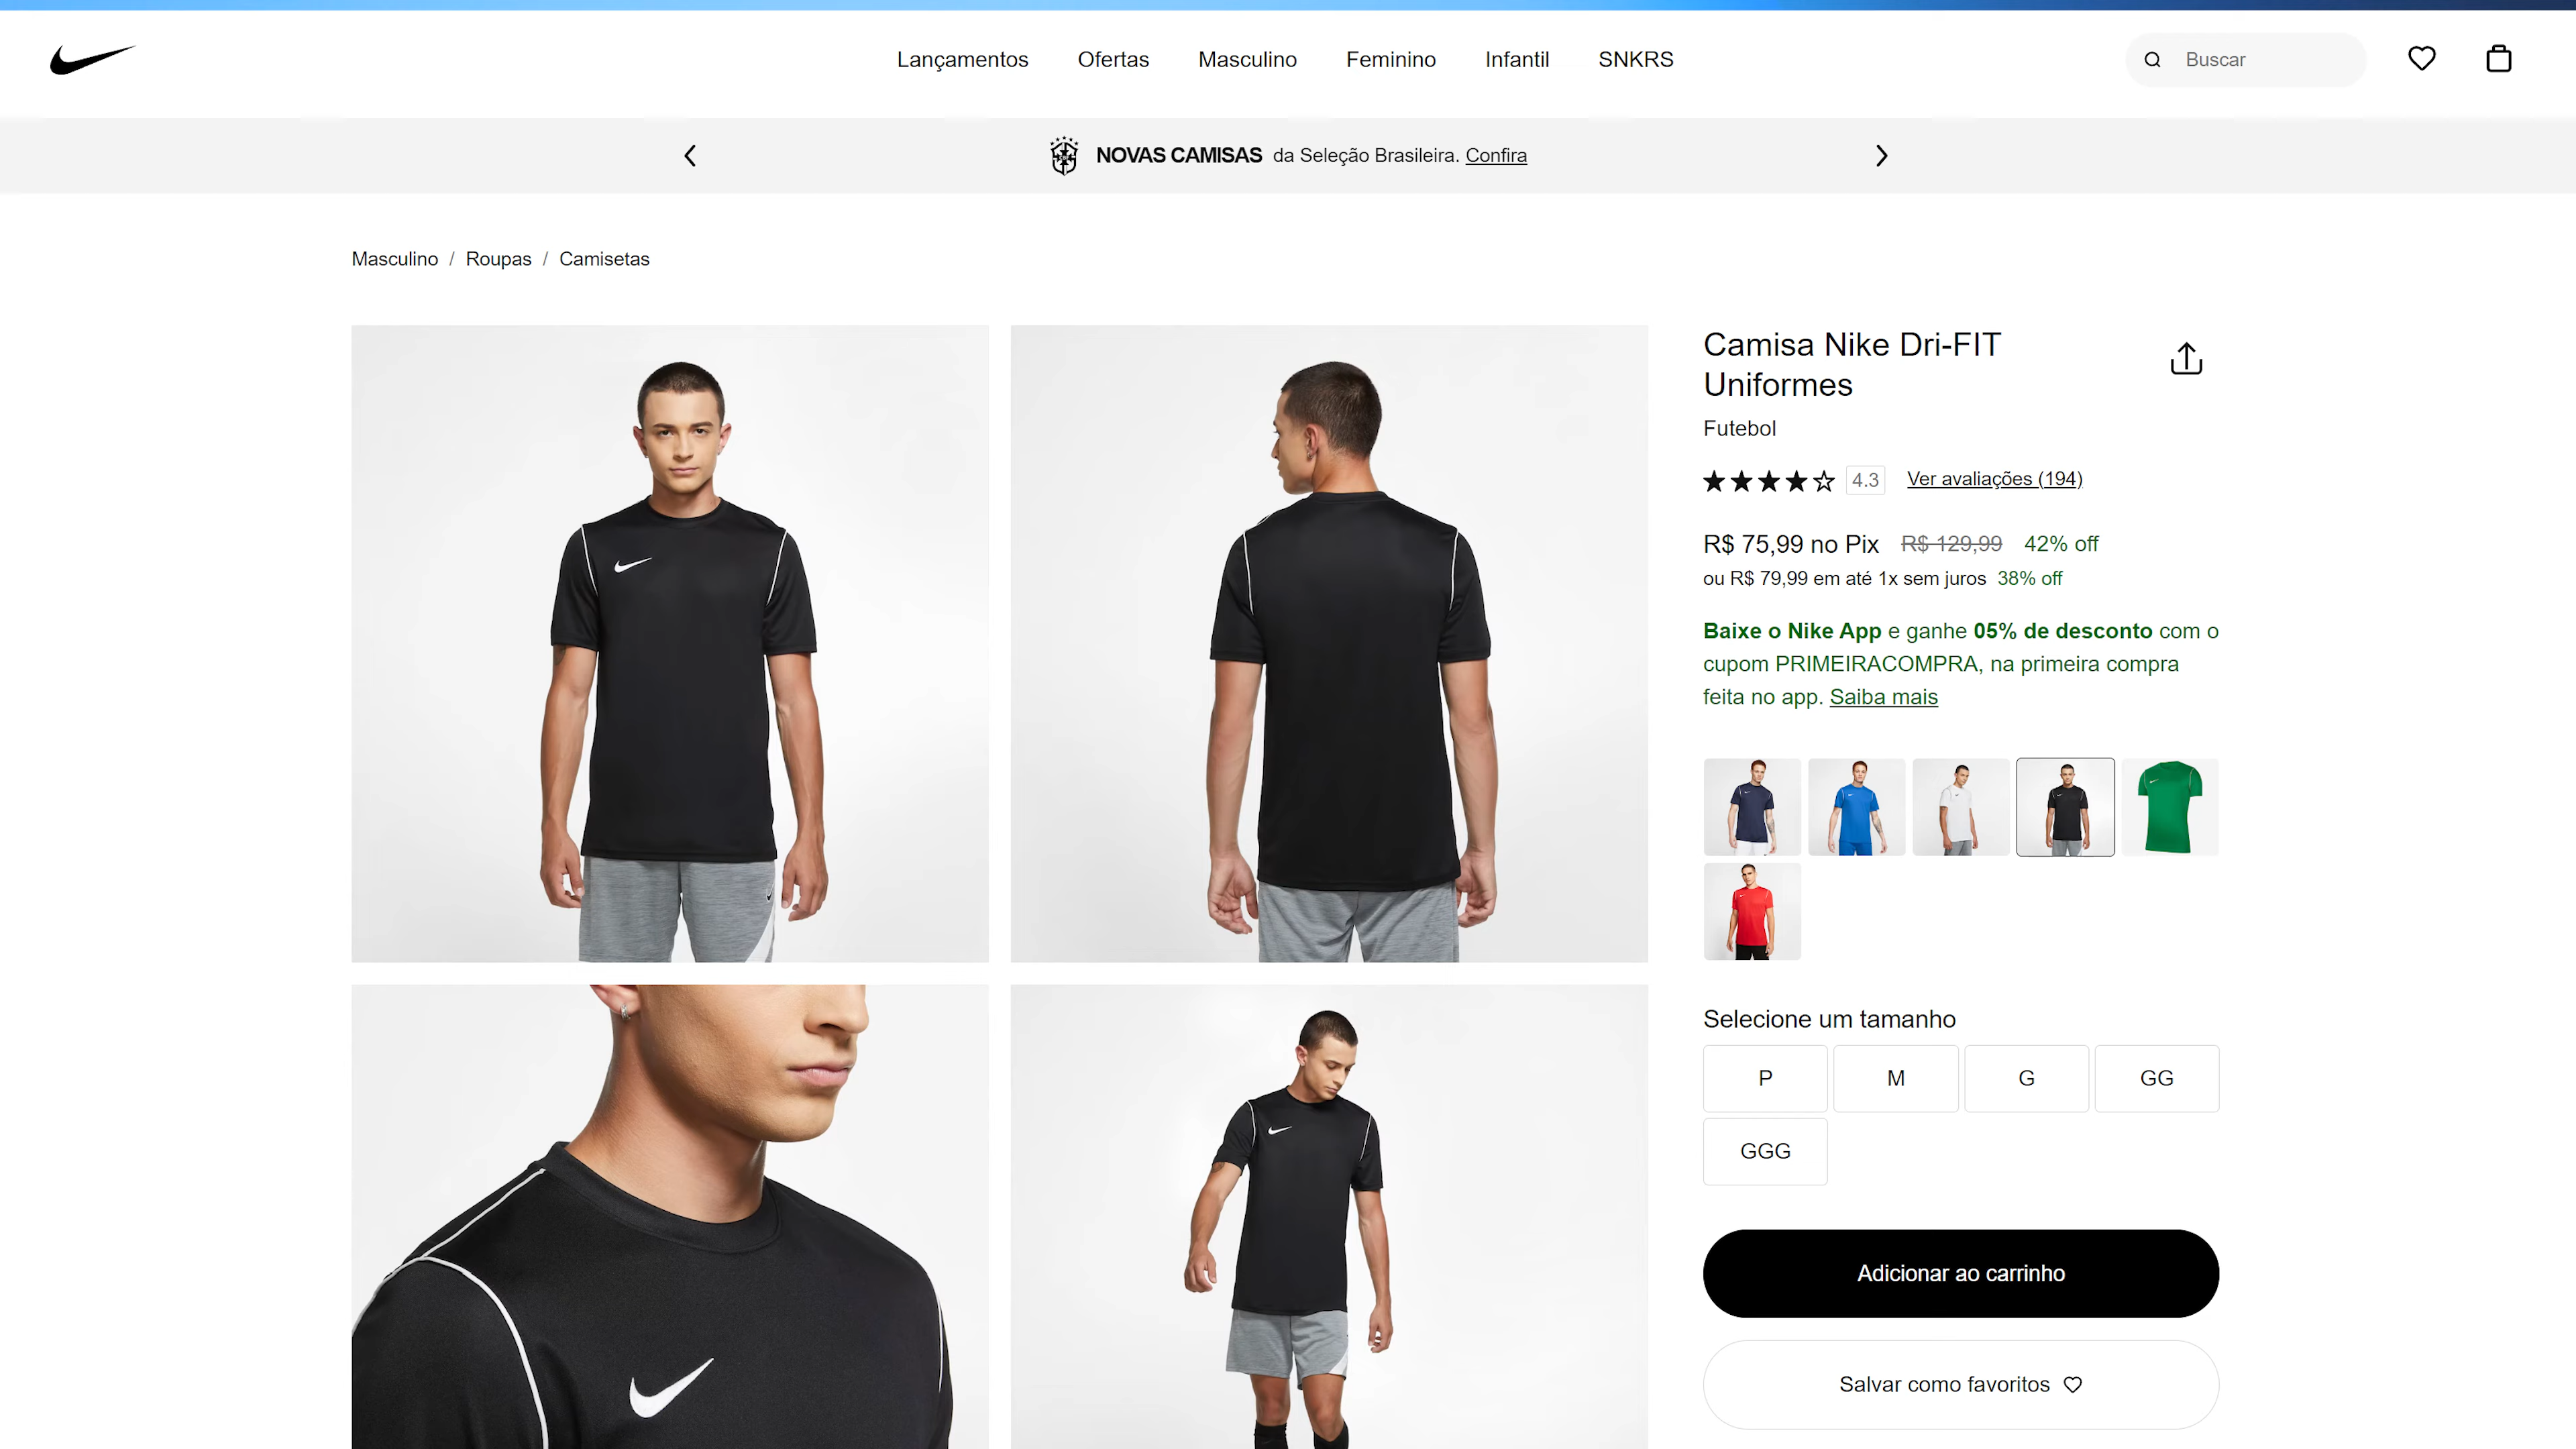 Lançamentos Ofertas Masculino Feminino Infantil SNKRS
Buscar
NOVAS CAMISAS da Seleção Brasileira. Confira
Masculino / Roupas / Camisetas
Camisa Nike Dri-FIT
Uniformes
Futebol
4.3 Ver avaliações (194)
R$ 75,99 no Pix R$ 129,99 42% off
ou R$ 79,99 em até 1x sem juros 38% off
Baixe o Nike App e ganhe 05% de desconto com o
cupom PRIMEIRACOMPRA, na primeira compra
feita no app. Saiba mais
Selecione um tamanho
P M G GG
GGG
Adicionar ao carrinho
Salvar como favoritos